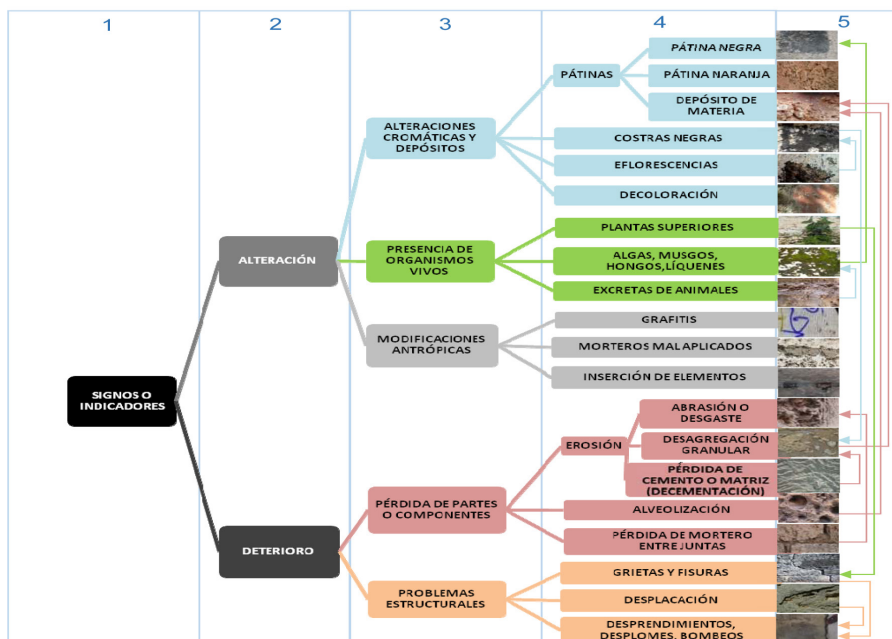 1
2
3
4
5
SIGNOS O
INDICADORES
ALTERACIÓN
DETERIORO
ALTERACIONES
CROMÁTICAS Y
DEPÓSITOS
PRESENCIA DE
ORGANISMOS
VIVOS
MODIFICACIONES
ANTRÓPICAS
PÉRDIDA DE PARTES
O COMPONENTES
PROBLEMAS
ESTRUCTURALES
PÁTINAS
PÁTINA NEGRA
PÁTINA NARANJA
DEPÓSITO DE
MATERIA
COSTRAS NEGRAS
EFLORESCENCIAS
DECOLORACIÓN
PLANTAS SUPERIORES
ALGAS, MUSGOS,
HONGOS,LÍQUENES
EXCRETAS DE ANIMALES
GRAFITIS
MORTEROS MAL APLICADOS
INSERCIÓN DE ELEMENTOS
EROSIÓN
ABRASIÓN O
DESGASTE
DESAGREGACIÓN
GRANULAR
PÉRDIDA DE
CEMENTO O MATRIZ
(DECEMENTACIÓN)
ALVEOLIZACIÓN
PÉRDIDA DE MORTERO
ENTRE JUNTAS
GRIETAS Y FISURAS
DESPLACACIÓN
DESPRENDIMIENTOS,
DESPLOMES, BOMBEOS